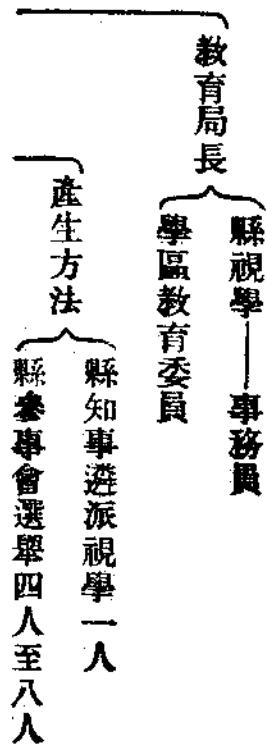 教育局長
縣視學——事務員
學區教育委員
產生方法
縣知事遴派視學一人
縣參事會選舉四人至八人